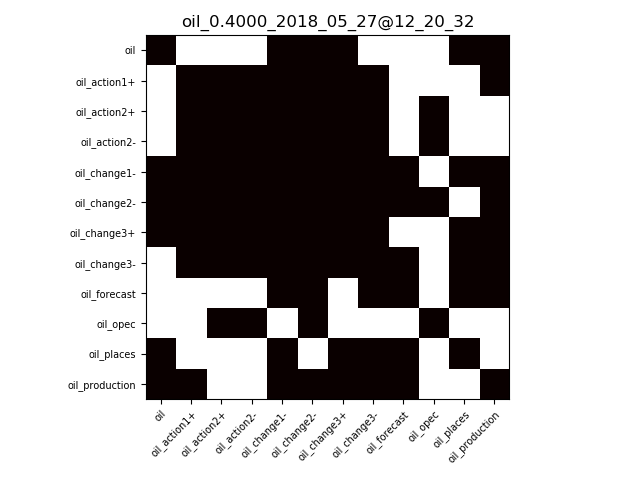 oil_0.4000_2018_05_27@12_20_32
oil
oil_action1+
oil_action2+
oil_action2-
oil_change1-
oil_change2-
oil_change3+
oil_change3-
oil_forecast
oil_opec
oil_places
oil_production
oil
oil_action1+
oil_action2+
oil_action2-
oil_change1-
oil_change2-
oil_change3+
oil_change3-
oil_forecast
oil_opec
oil_places
oil_production